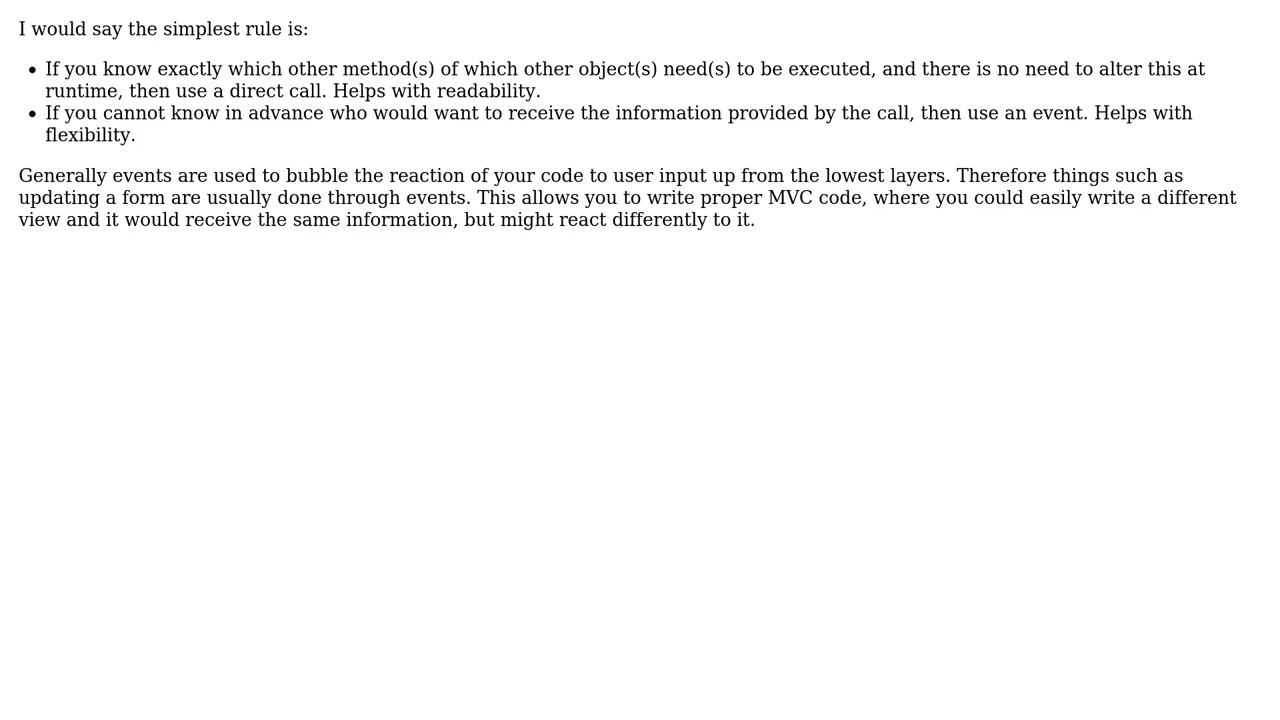 I would say the simplest rule is:
• If you know exactly which other method(s) of which other object(s) need(s) to be executed, and there is no need to alter this at
runtime, then use a direct call. Helps with readability.
• If you cannot know in advance who would want to receive the information provided by the call, then use an event. Helps with
flexibility.
Generally events are used to bubble the reaction of your code to user input up from the lowest layers. Therefore things such as
updating a form are usually done through events. This allows you to write proper MVC code, where you could easily write a different
view and it would receive the same information, but might react differently to it.